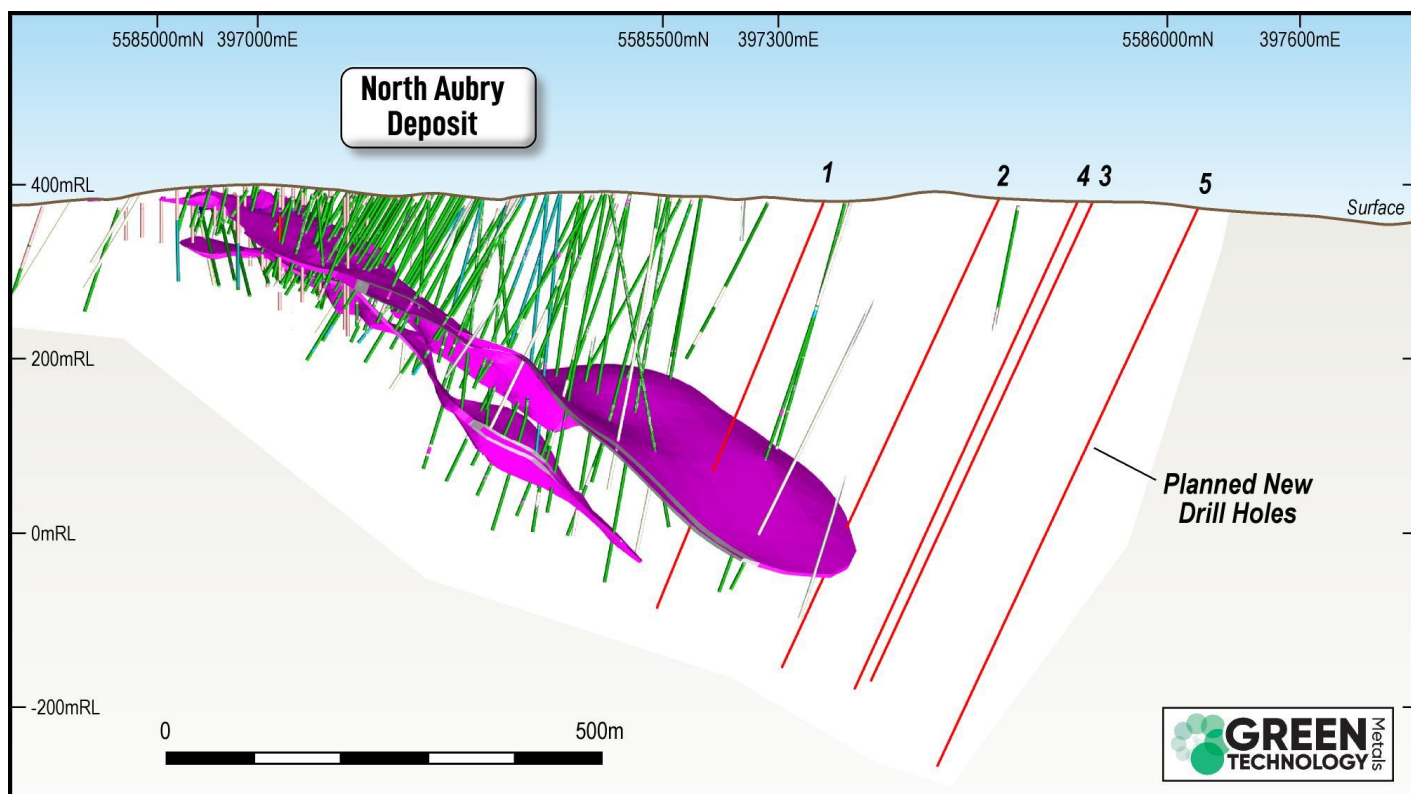 5585000mN 397000mE 5585500mN 397300mE 5586000mN 397600mE
North Aubry
Deposit
400mRL
1 2 4 3 5
Surface
200mRL
Planned New
Drill Holes
0mRL
-200mRL
0 500m
GREEN
TECHNOLOGY
Metals